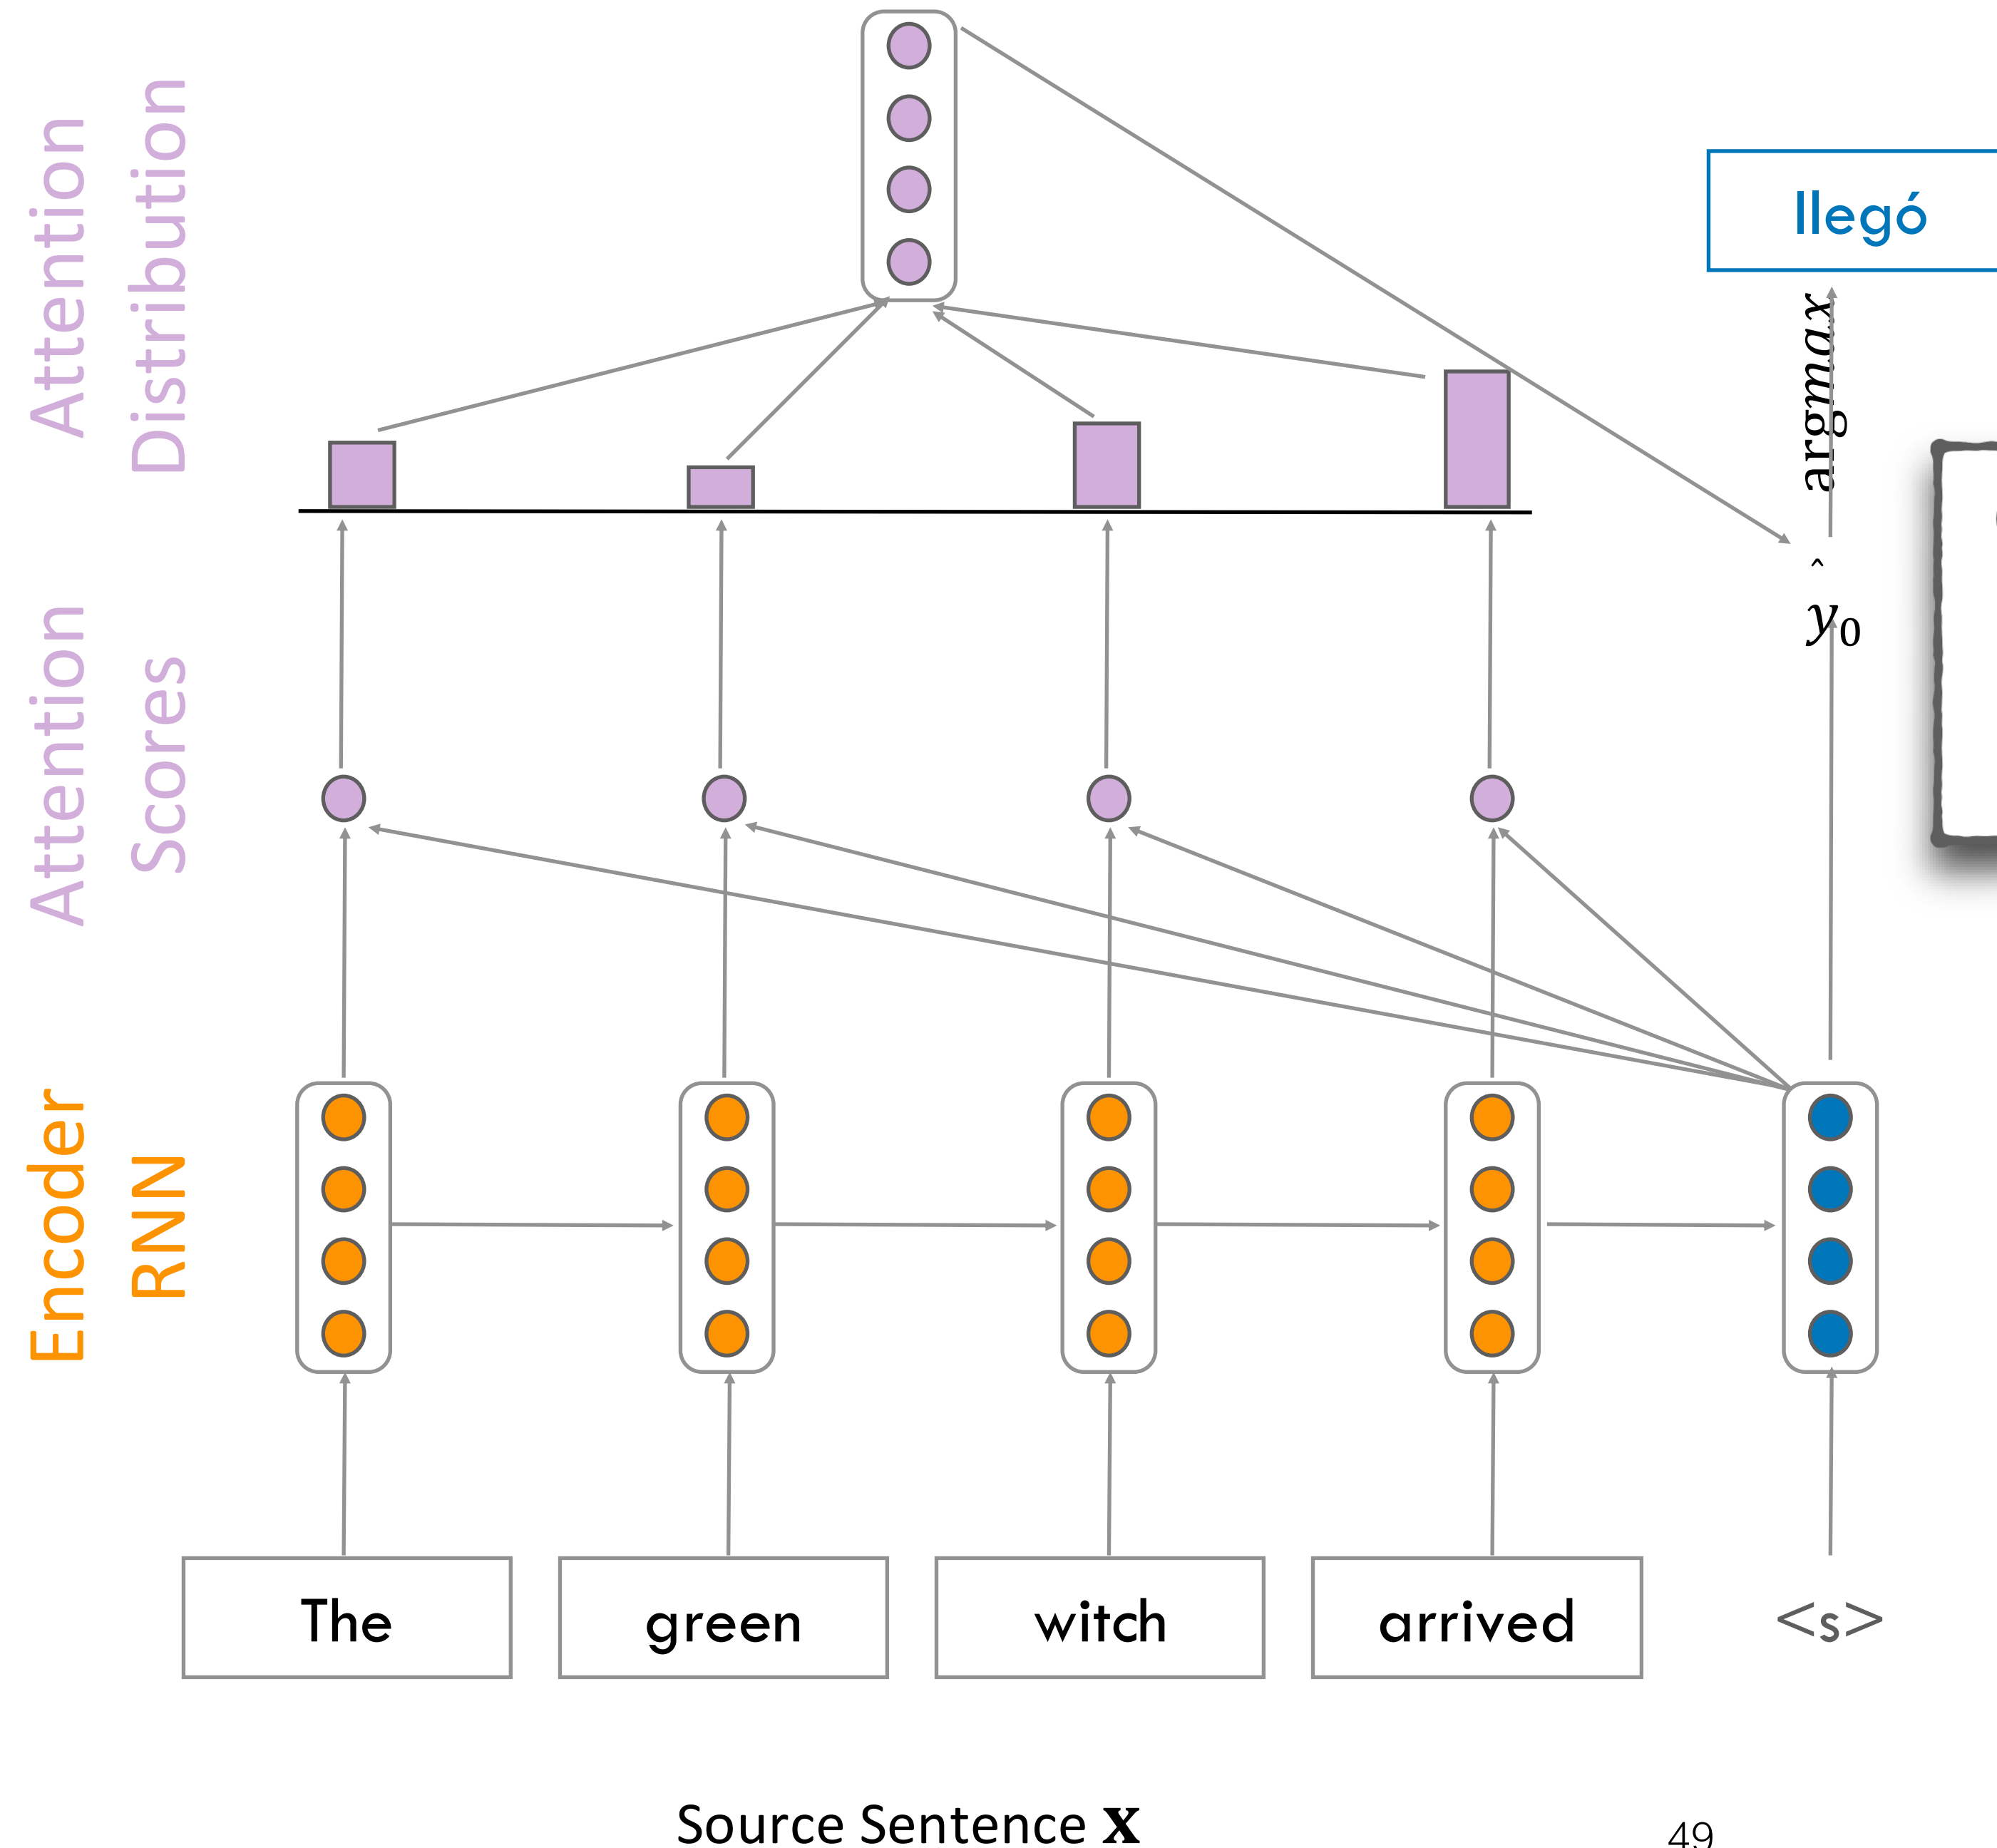 Attention
Distribution
llegó
argmax
ŷ0
Attention
Scores
Encoder
RNN
The
green
witch
arrived
<s>
Source Sentence x
49